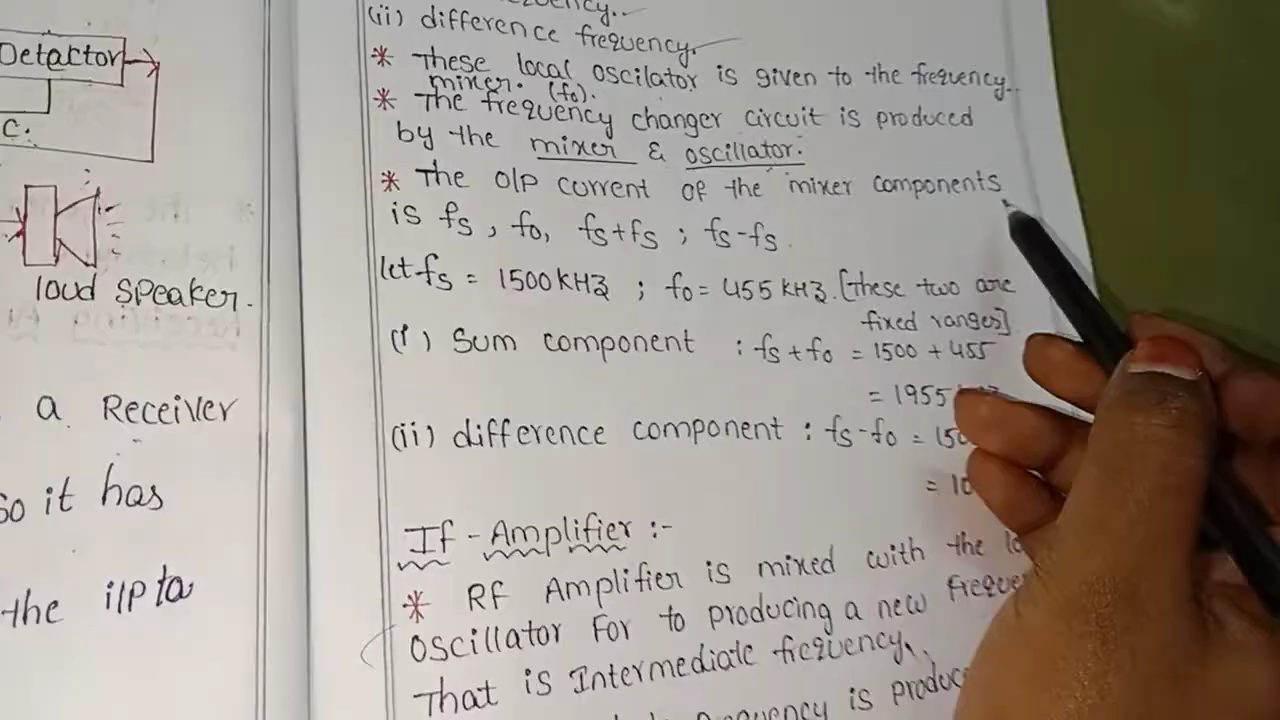 Detactor
C.
loud speaker.
a Receiver
so it has
the i/p to
(ii) difference frequency.
* These local oscilator is given to the frequency.
mixer. (fo).
* The frequency changer circuit is produced
by the mixer & oscillator.
* The O/P current of the mixer components
is fs, fo, fs+fs ; fs-fs.
let fs = 1500 KHz ; fo = 455 KHz. [these two are
fixed ranges]
(i) Sum component : fs + fo = 1500 + 455
= 1955
(ii) difference component : fs-fo =
If - Amplifier :-
* RF Amplifier is mixed with the
oscillator For to producing a new
That is Intermediate frequency.
is